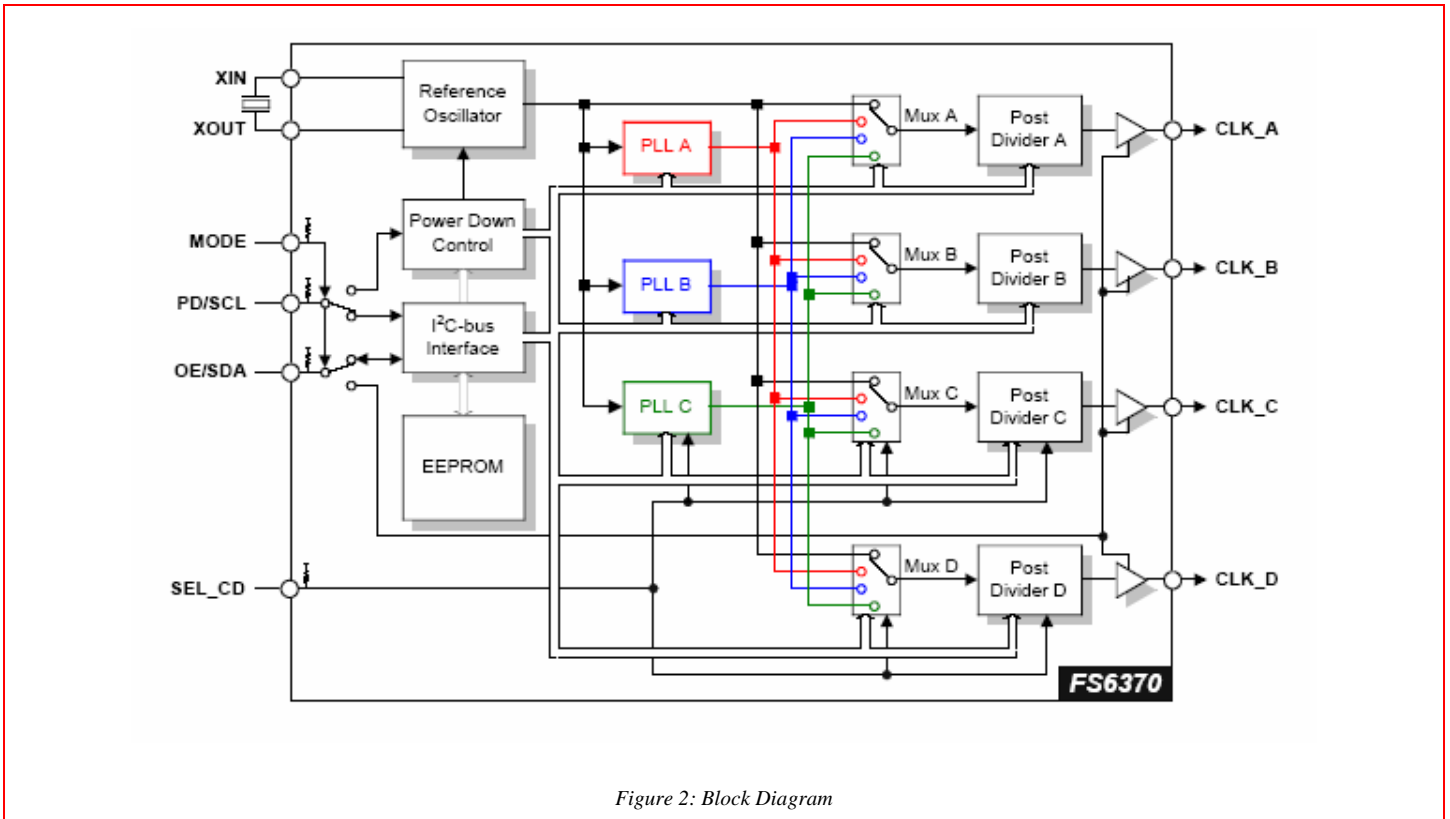 XIN
XOUT
MODE
PD/SCL
OE/SDA
SEL_CD
Reference
Oscillator
Power Down
Control
I²C-bus
Interface
EEPROM
PLL A
PLL B
PLL C
Mux A
Post
Divider A
CLK_A
Mux B
Post
Divider B
CLK_B
Mux C
Post
Divider C
CLK_C
Mux D
Post
Divider D
CLK_D
FS6370
Figure 2: Block Diagram